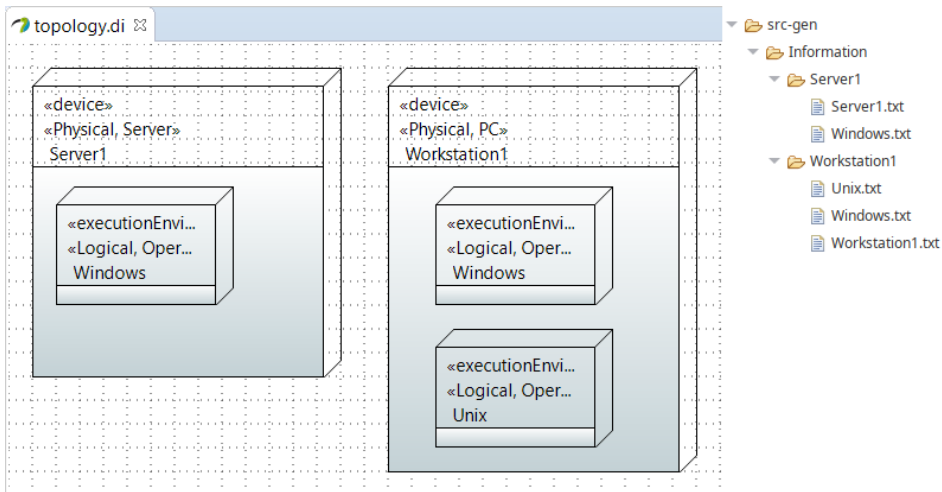 topology.di
«device»
«Physical, Server»
Server1
«executionEnvi...
«Logical, Oper...
Windows
«device»
«Physical, PC»
Workstation1
«executionEnvi...
«Logical, Oper...
Windows
«executionEnvi...
«Logical, Oper...
Unix
src-gen
Information
Server1
Server1.txt
Windows.txt
Workstation1
Unix.txt
Windows.txt
Workstation1.txt